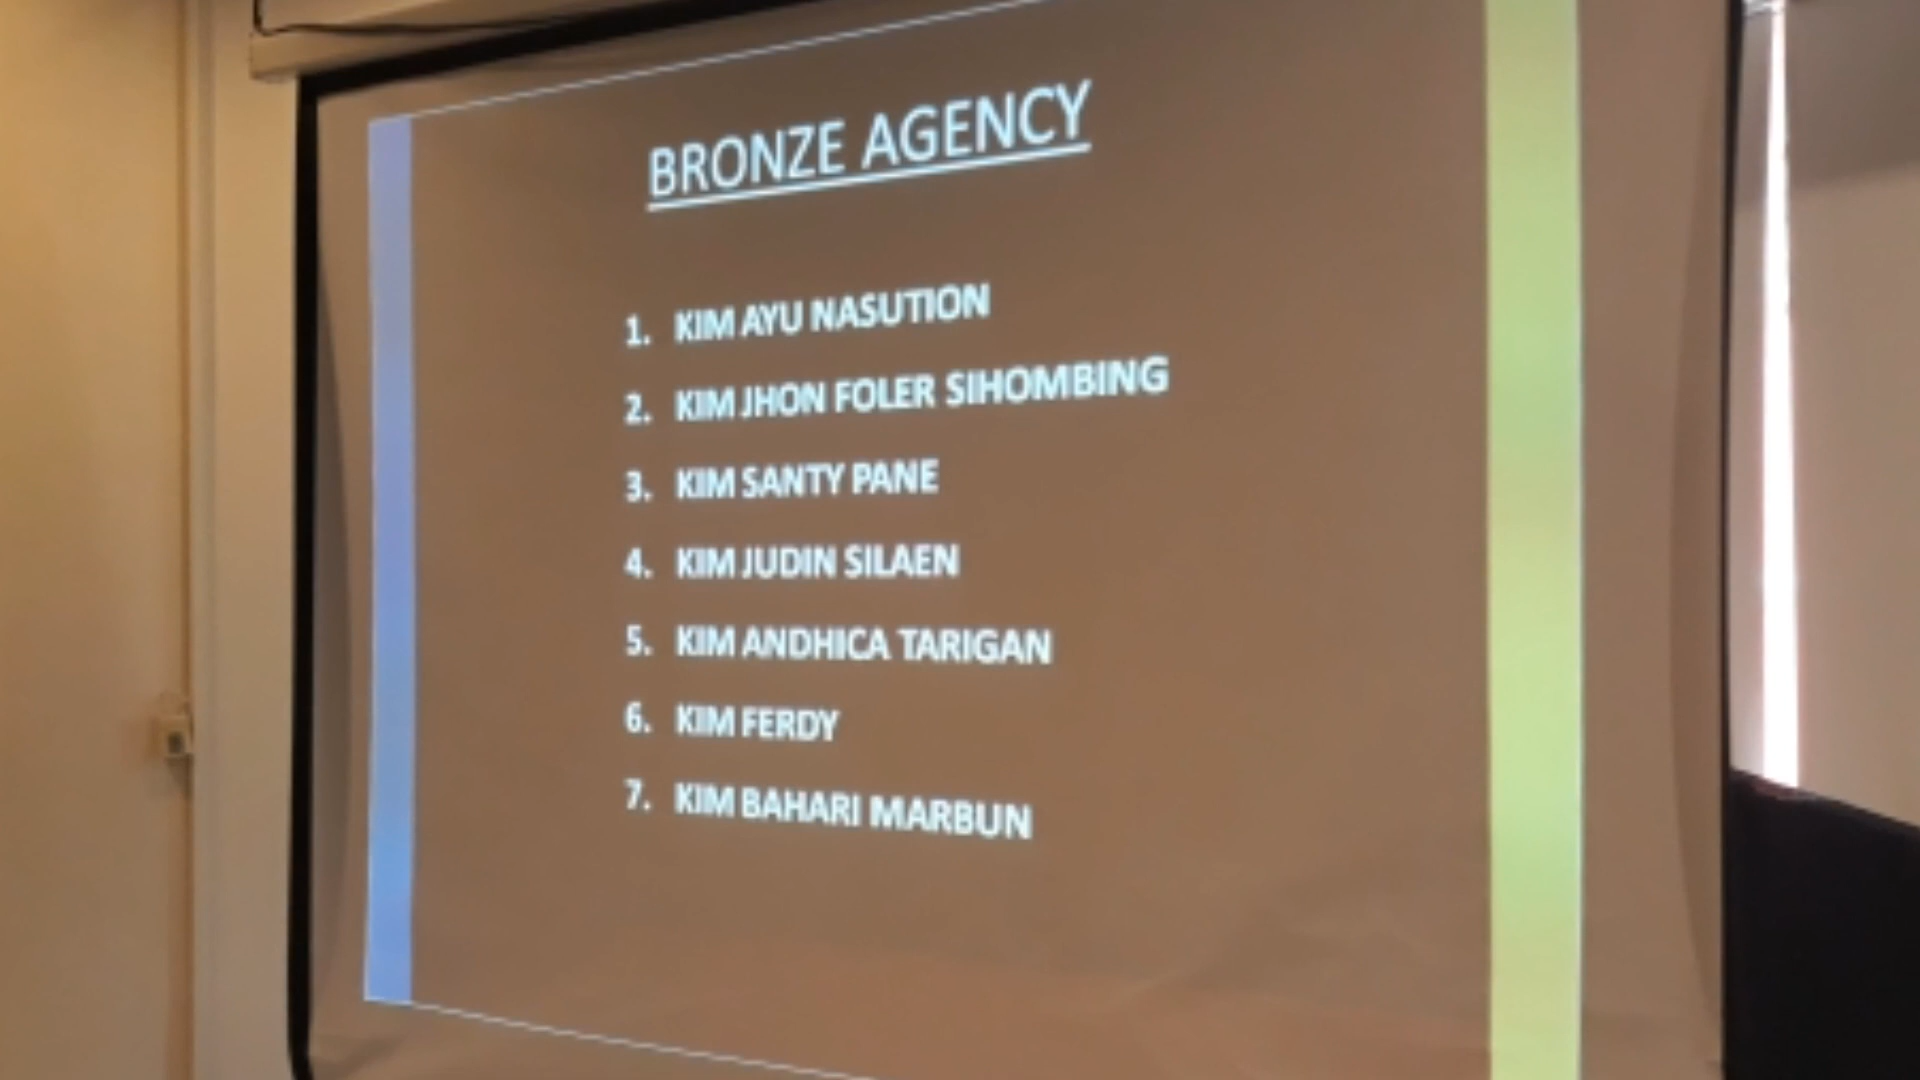 BRONZE AGENCY
1. KIM AYU NASUTION
2. KIM JHON FOLER SIHOMBING
3. KIM SANTY PANE
4. KIM JUDIN SILAEN
5. KIM ANDHICA TARIGAN
6. KIM FERDY
7. KIM BAHARI MARBUN